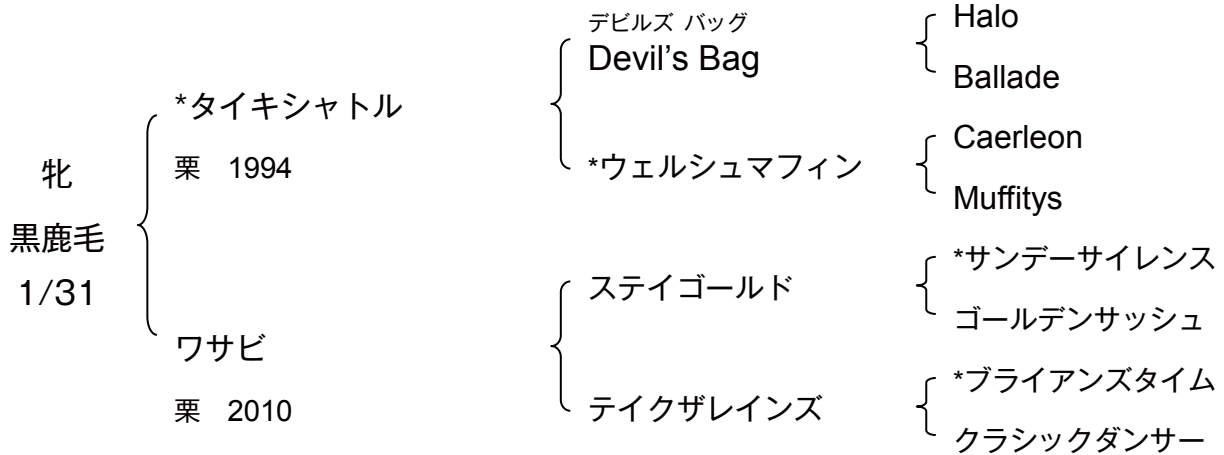 牝
黒鹿毛
1/31
*タイキシャトル
栗 1994
ワサビ
栗 2010
デビルズ バッグ
Devil's Bag
*ウェルシュマフィン
ステイゴールド
テイクザレインズ
Halo
Ballade
Caerleon
Muffitys
*サンデーサイレンス
ゴールデンサッシュ
*ブライアンズタイム
クラシックダンサー